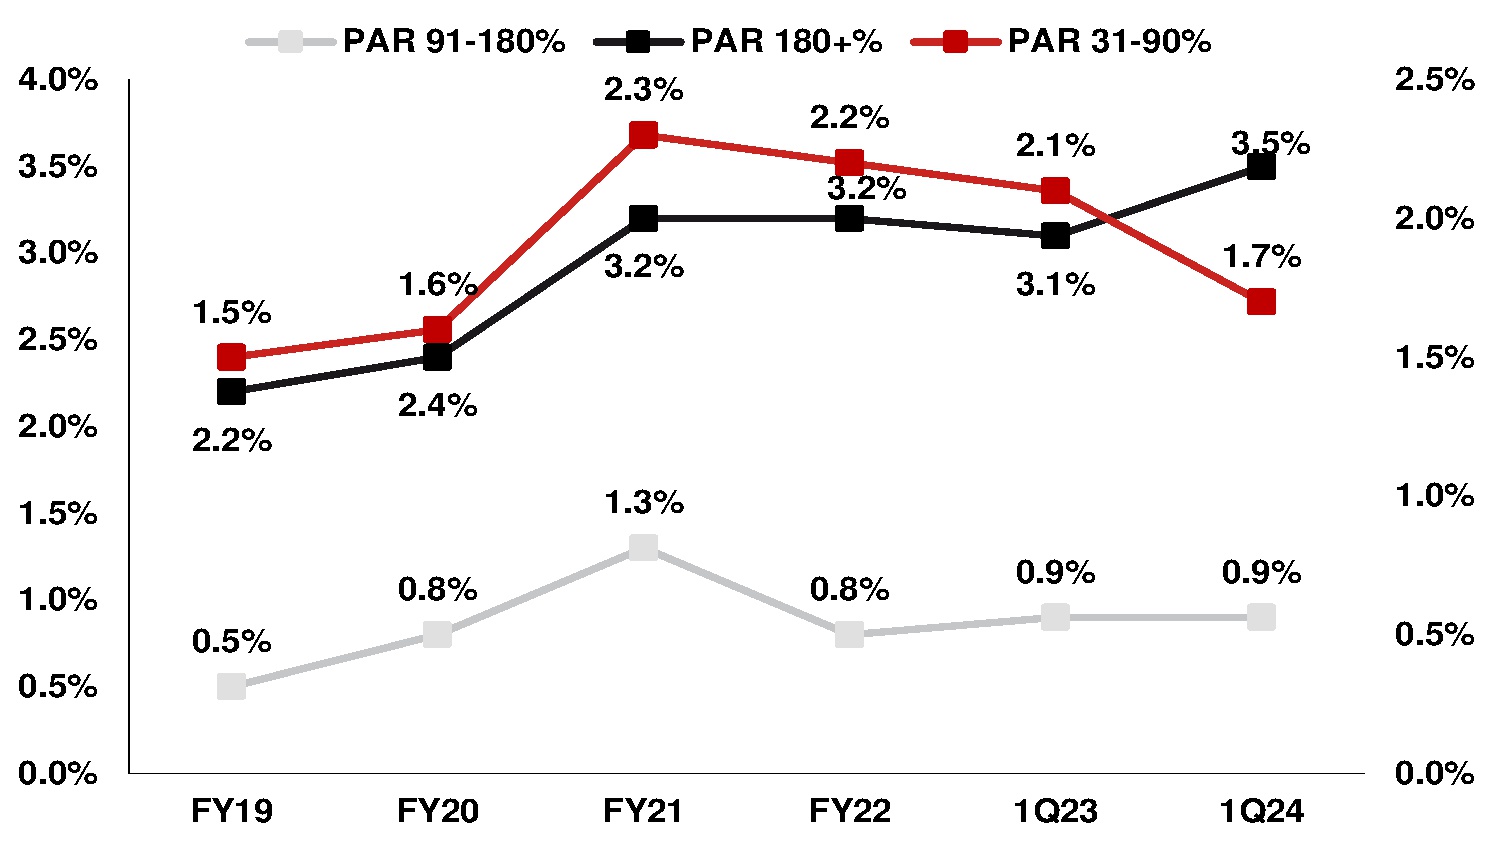 PAR 91-180% PAR 180+% PAR 31-90%
4.0% 2.3% 2.5%
2.2%
3.5% 2.1% 3.5%
3.2%
3.0% 3.2% 1.7% 2.0%
1.6% 3.1%
1.5%
2.5% 1.5%
2.4%
2.0% 2.2%
1.5% 1.3% 1.0%
1.0% 0.8% 0.8% 0.9% 0.9%
0.5% 0.5%
0.5%
0.0% 0.0%
FY19 FY20 FY21 FY22 1Q23 1Q24